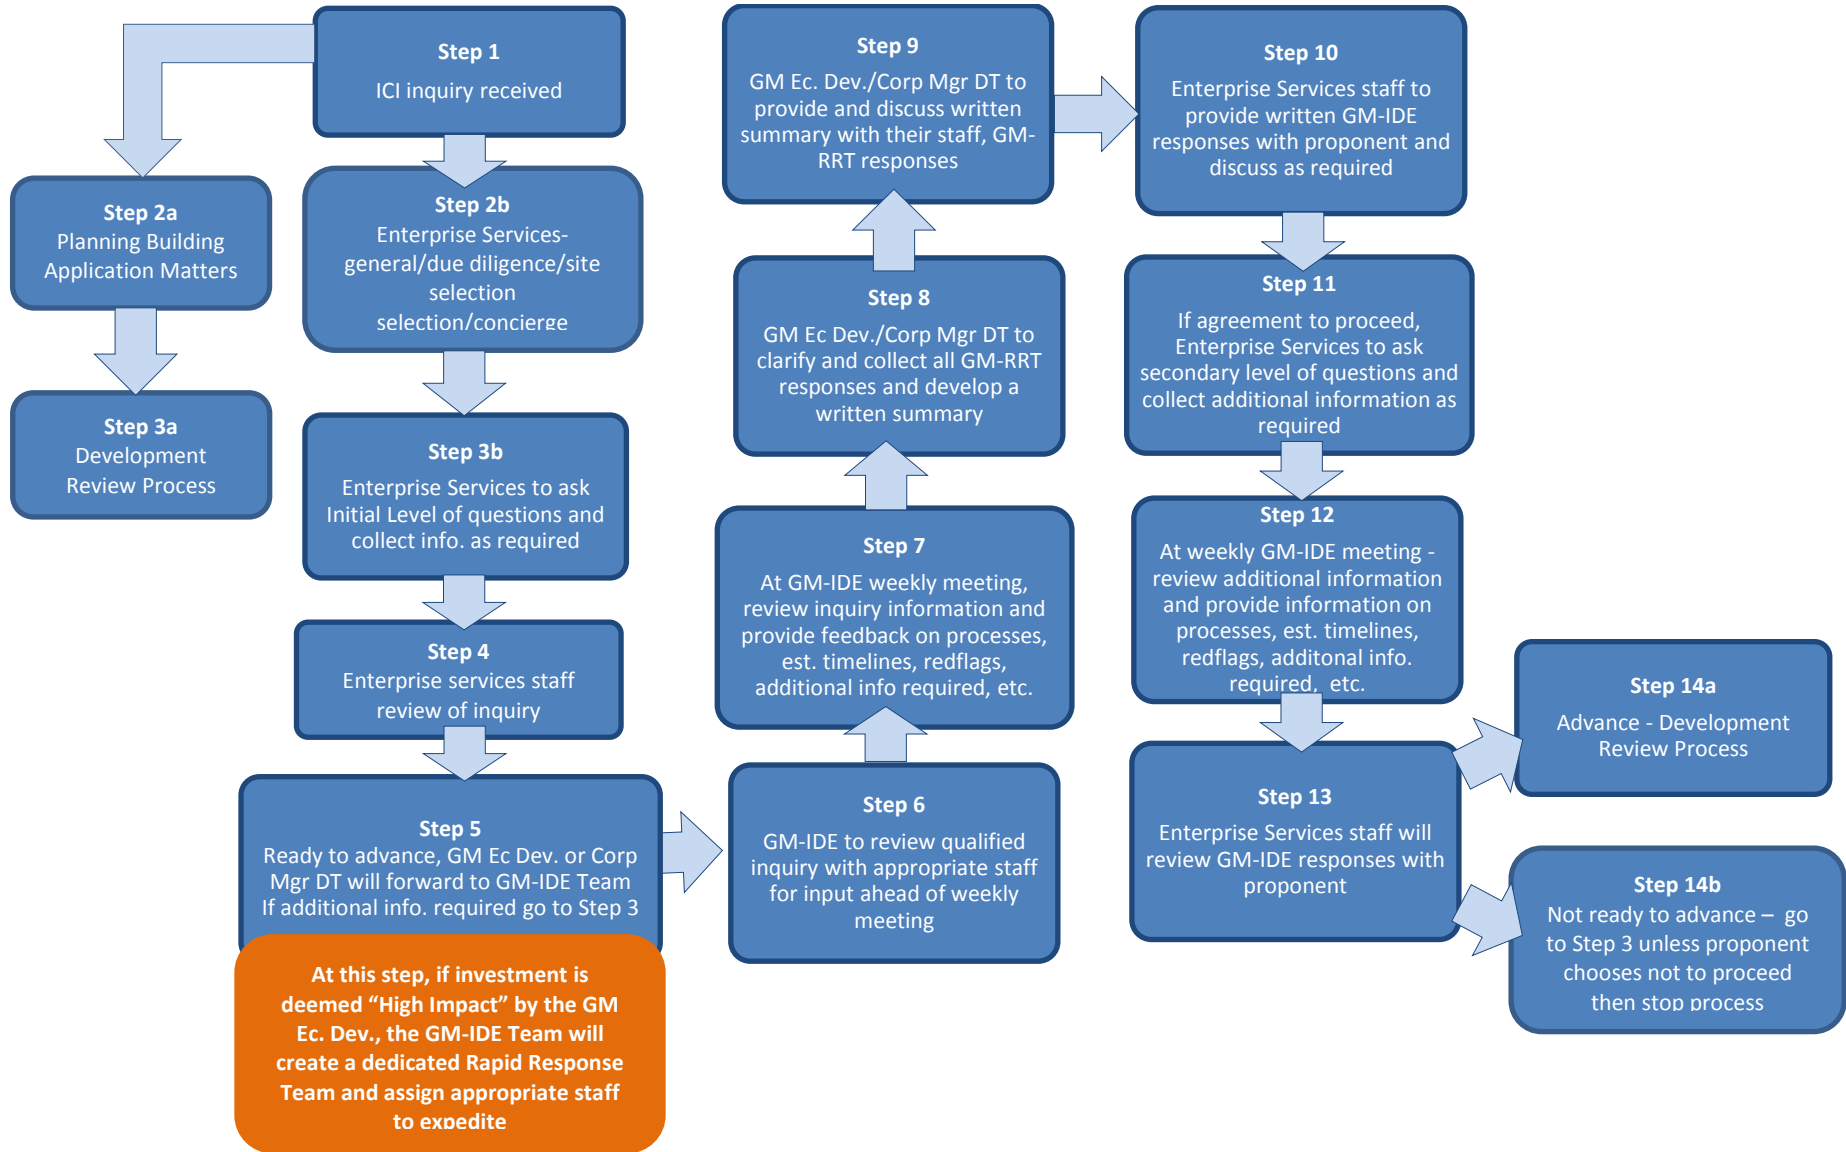 Step 1
ICI inquiry received
Step 2a
Planning Building
Application Matters
Step 3a
Development
Review Process
Step 2b
Enterprise Services-
general/due diligence/site
selection
selection/concierge
Step 3b
Enterprise Services to ask
Initial Level of questions and
collect info. as required
Step 4
Enterprise services staff
review of inquiry
Step 5
Ready to advance, GM Ec Dev. or Corp
Mgr DT will forward to GM-IDE Team
If additional info. required go to Step 3
At this step, if investment is
deemed “High Impact” by the GM
Ec. Dev., the GM-IDE Team will
create a dedicated Rapid Response
Team and assign appropriate staff
to expedite
Step 6
GM-IDE to review qualified
inquiry with appropriate staff
for input ahead of weekly
meeting
Step 7
At GM-IDE weekly meeting,
review inquiry information and
provide feedback on processes,
est. timelines, redflags,
additional info required, etc.
Step 8
GM Ec Dev./Corp Mgr DT to
clarify and collect all GM-RRT
responses and develop a
written summary
Step 9
GM Ec. Dev./Corp Mgr DT to
provide and discuss written
summary with their staff, GM-
RRT responses
Step 10
Enterprise Services staff to
provide written GM-IDE
responses with proponent and
discuss as required
Step 11
If agreement to proceed,
Enterprise Services to ask
secondary level of questions and
collect additional information as
required
Step 12
At weekly GM-IDE meeting -
review additional information
and provide information on
processes, est. timelines,
redflags, additonal info.
required, etc.
Step 13
Enterprise Services staff will
review GM-IDE responses with
proponent
Step 14a
Advance - Development
Review Process
Step 14b
Not ready to advance – go
to Step 3 unless proponent
chooses not to proceed
then stop process